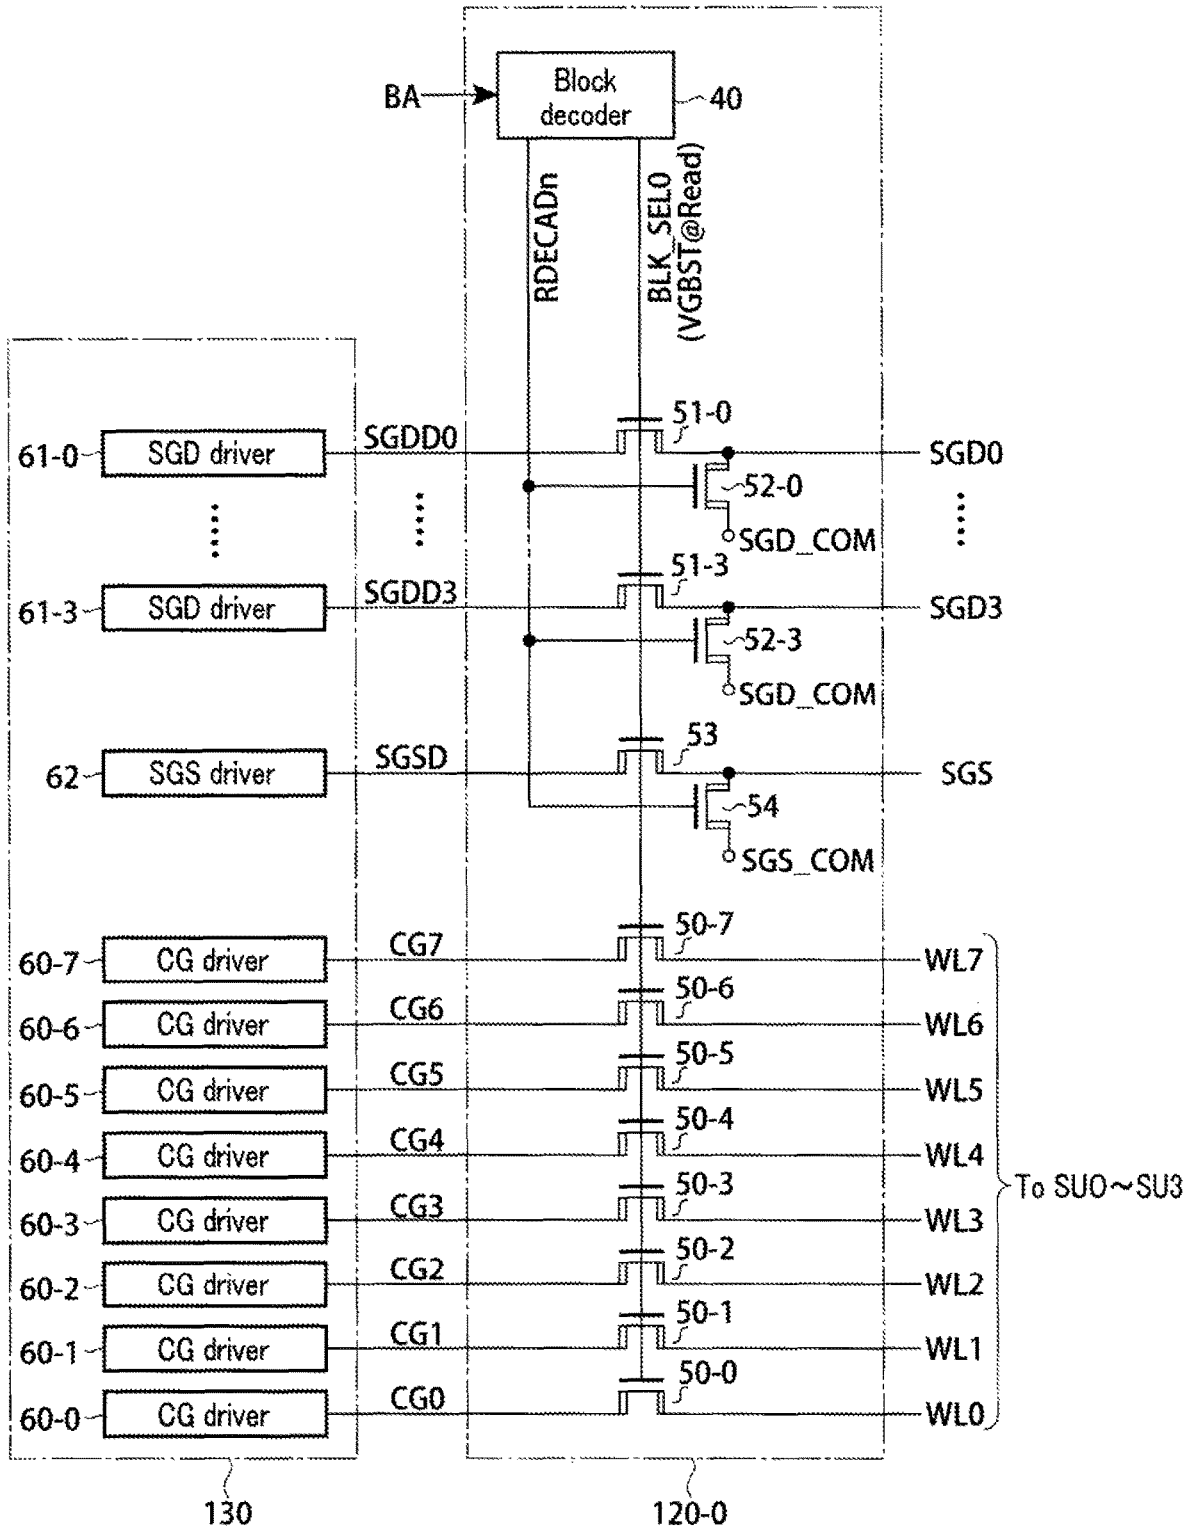 BA
Block
decoder
40
RDECADn
BLK_SEL0
(VGBST@Read)
61-0
SGD driver
SGDD0
51-0
SGD0
52-0
SGD_COM
61-3
SGD driver
SGDD3
51-3
SGD3
52-3
SGD_COM
62
SGS driver
SGSD
53
SGS
54
SGS_COM
60-7
CG driver
CG7
50-7
WL7
60-6
CG driver
CG6
50-6
WL6
60-5
CG driver
CG5
50-5
WL5
60-4
CG driver
CG4
50-4
WL4
60-3
CG driver
CG3
50-3
WL3
60-2
CG driver
CG2
50-2
WL2
60-1
CG driver
CG1
50-1
WL1
60-0
CG driver
CG0
50-0
WL0
To SU0~SU3
130
120-0